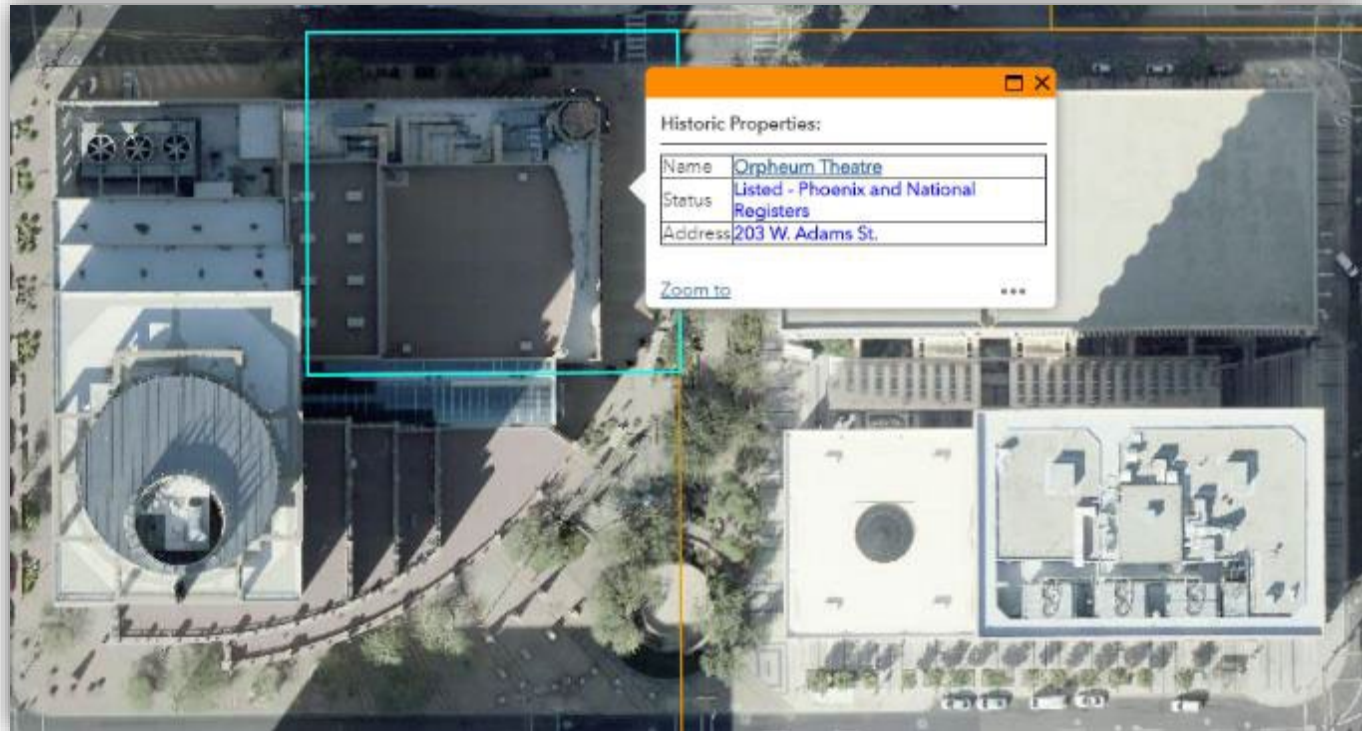 Historic Properties:
Name Orpheum Theatre
Status Listed - Phoenix and National
Registers
Address 203 W. Adams St.
Zoom to